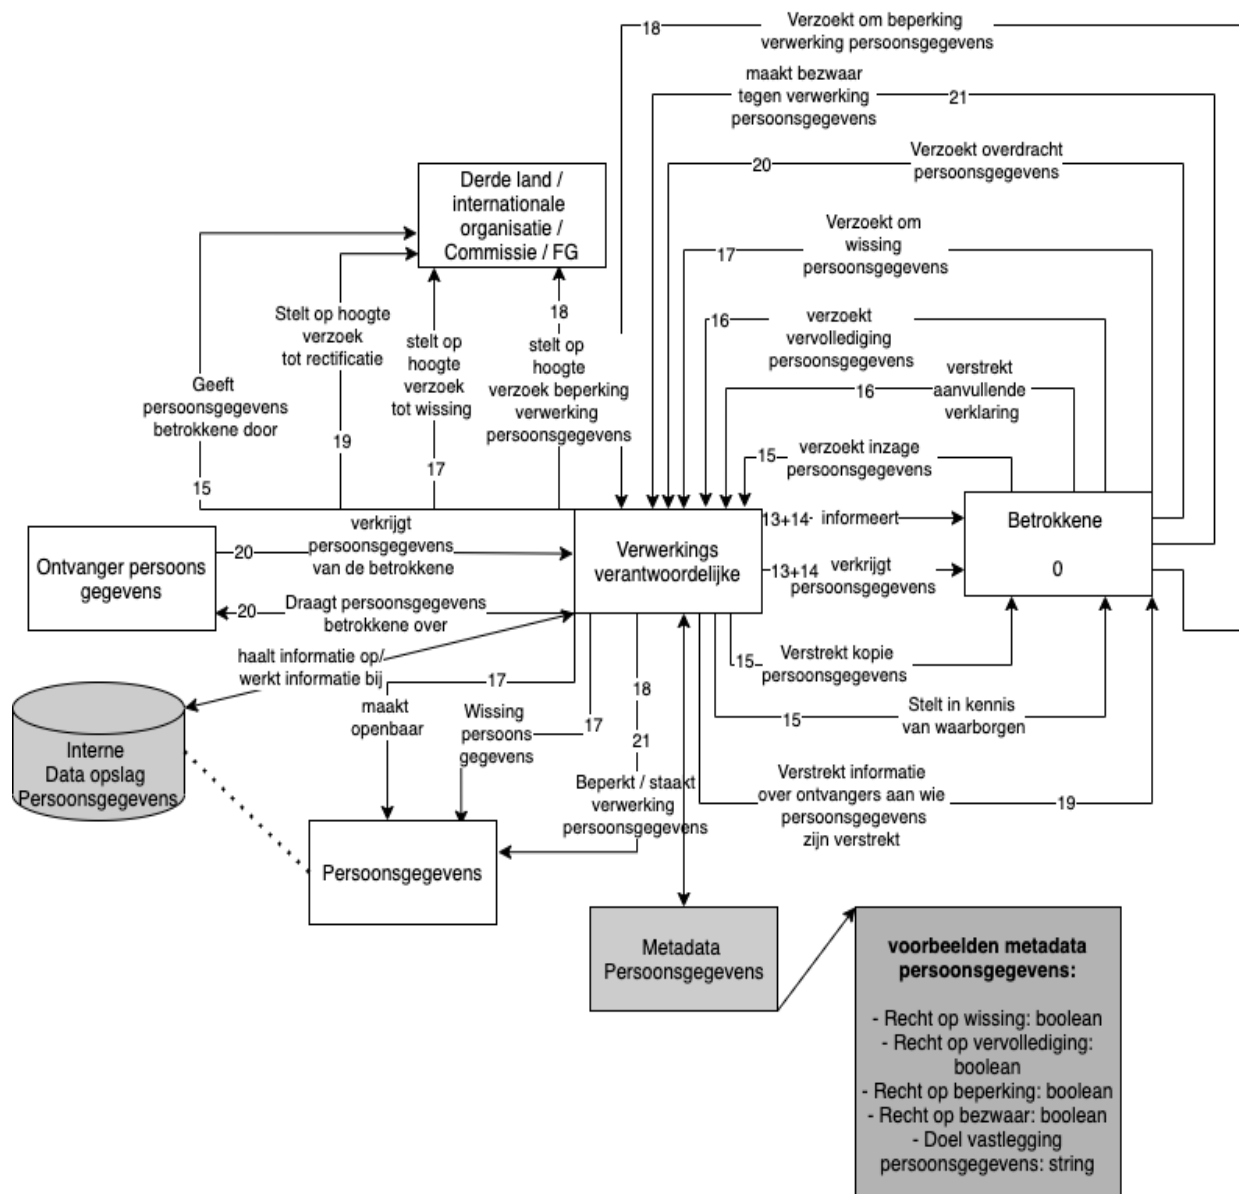 18
Verzoekt om beperking
verwerking persoonsgegevens
maakt bezwaar
tegen verwerking
persoonsgegevens
21
20
Verzoekt overdracht
persoonsgegevens
Derde land /
internationale
organisatie /
Commissie / FG
17
Verzoekt om
wissing
persoonsgegevens
Stelt op hoogte
verzoek
tot rectificatie
18
stelt op
hoogte
verzoek
tot wissing
stelt op
hoogte
verzoek beperking
verwerking
persoonsgegevens
16
verzoekt
vervollediging
persoonsgegevens
Geeft
persoonsgegevens
betrokkene door
16
verstrekt
aanvullende
verklaring
19
17
15
15
verzoekt inzage
persoonsgegevens
Ontvanger persoons
gegevens
20
verkrijgt
persoonsgegevens
van de betrokkene
20
Draagt persoonsgegevens
betrokkene over
Verwerkings
verantwoordelijke
13+14
informeert
13+14
verkrijgt
persoonsgegevens
Betrokkene
0
haalt informatie op/
werkt informatie bij
17
maakt
openbaar
Wissing
persoons
gegevens
17
18
21
Beperkt / staakt
verwerking
persoonsgegevens
15
Verstrekt kopie
persoonsgegevens
15
Stelt in kennis
van waarborgen
Verstrekt informatie
over ontvangers aan wie
persoonsgegevens
zijn verstrekt
19
Interne
Data opslag
Persoonsgegevens
Persoonsgegevens
Metadata
Persoonsgegevens
voorbeelden metadata
persoonsgegevens:
- Recht op wissing: boolean
- Recht op vervollediging:
boolean
- Recht op beperking: boolean
- Recht op bezwaar: boolean
- Doel vastlegging
persoonsgegevens: string